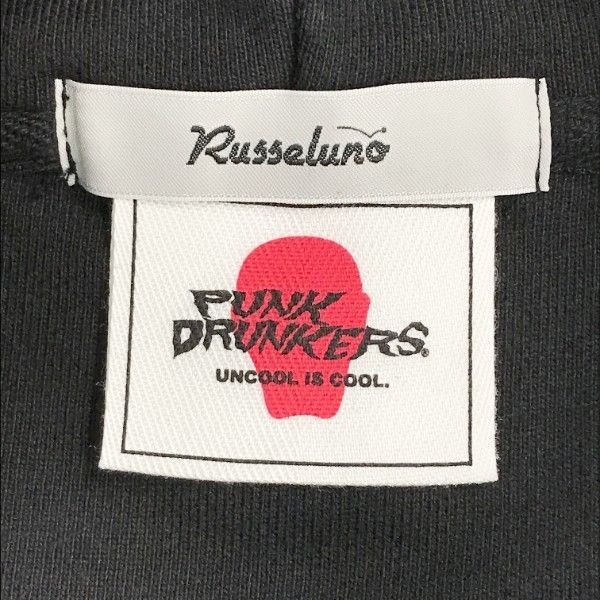 Russeluno
PUNK
DRUNKERS®
UNCOOL IS COOL.